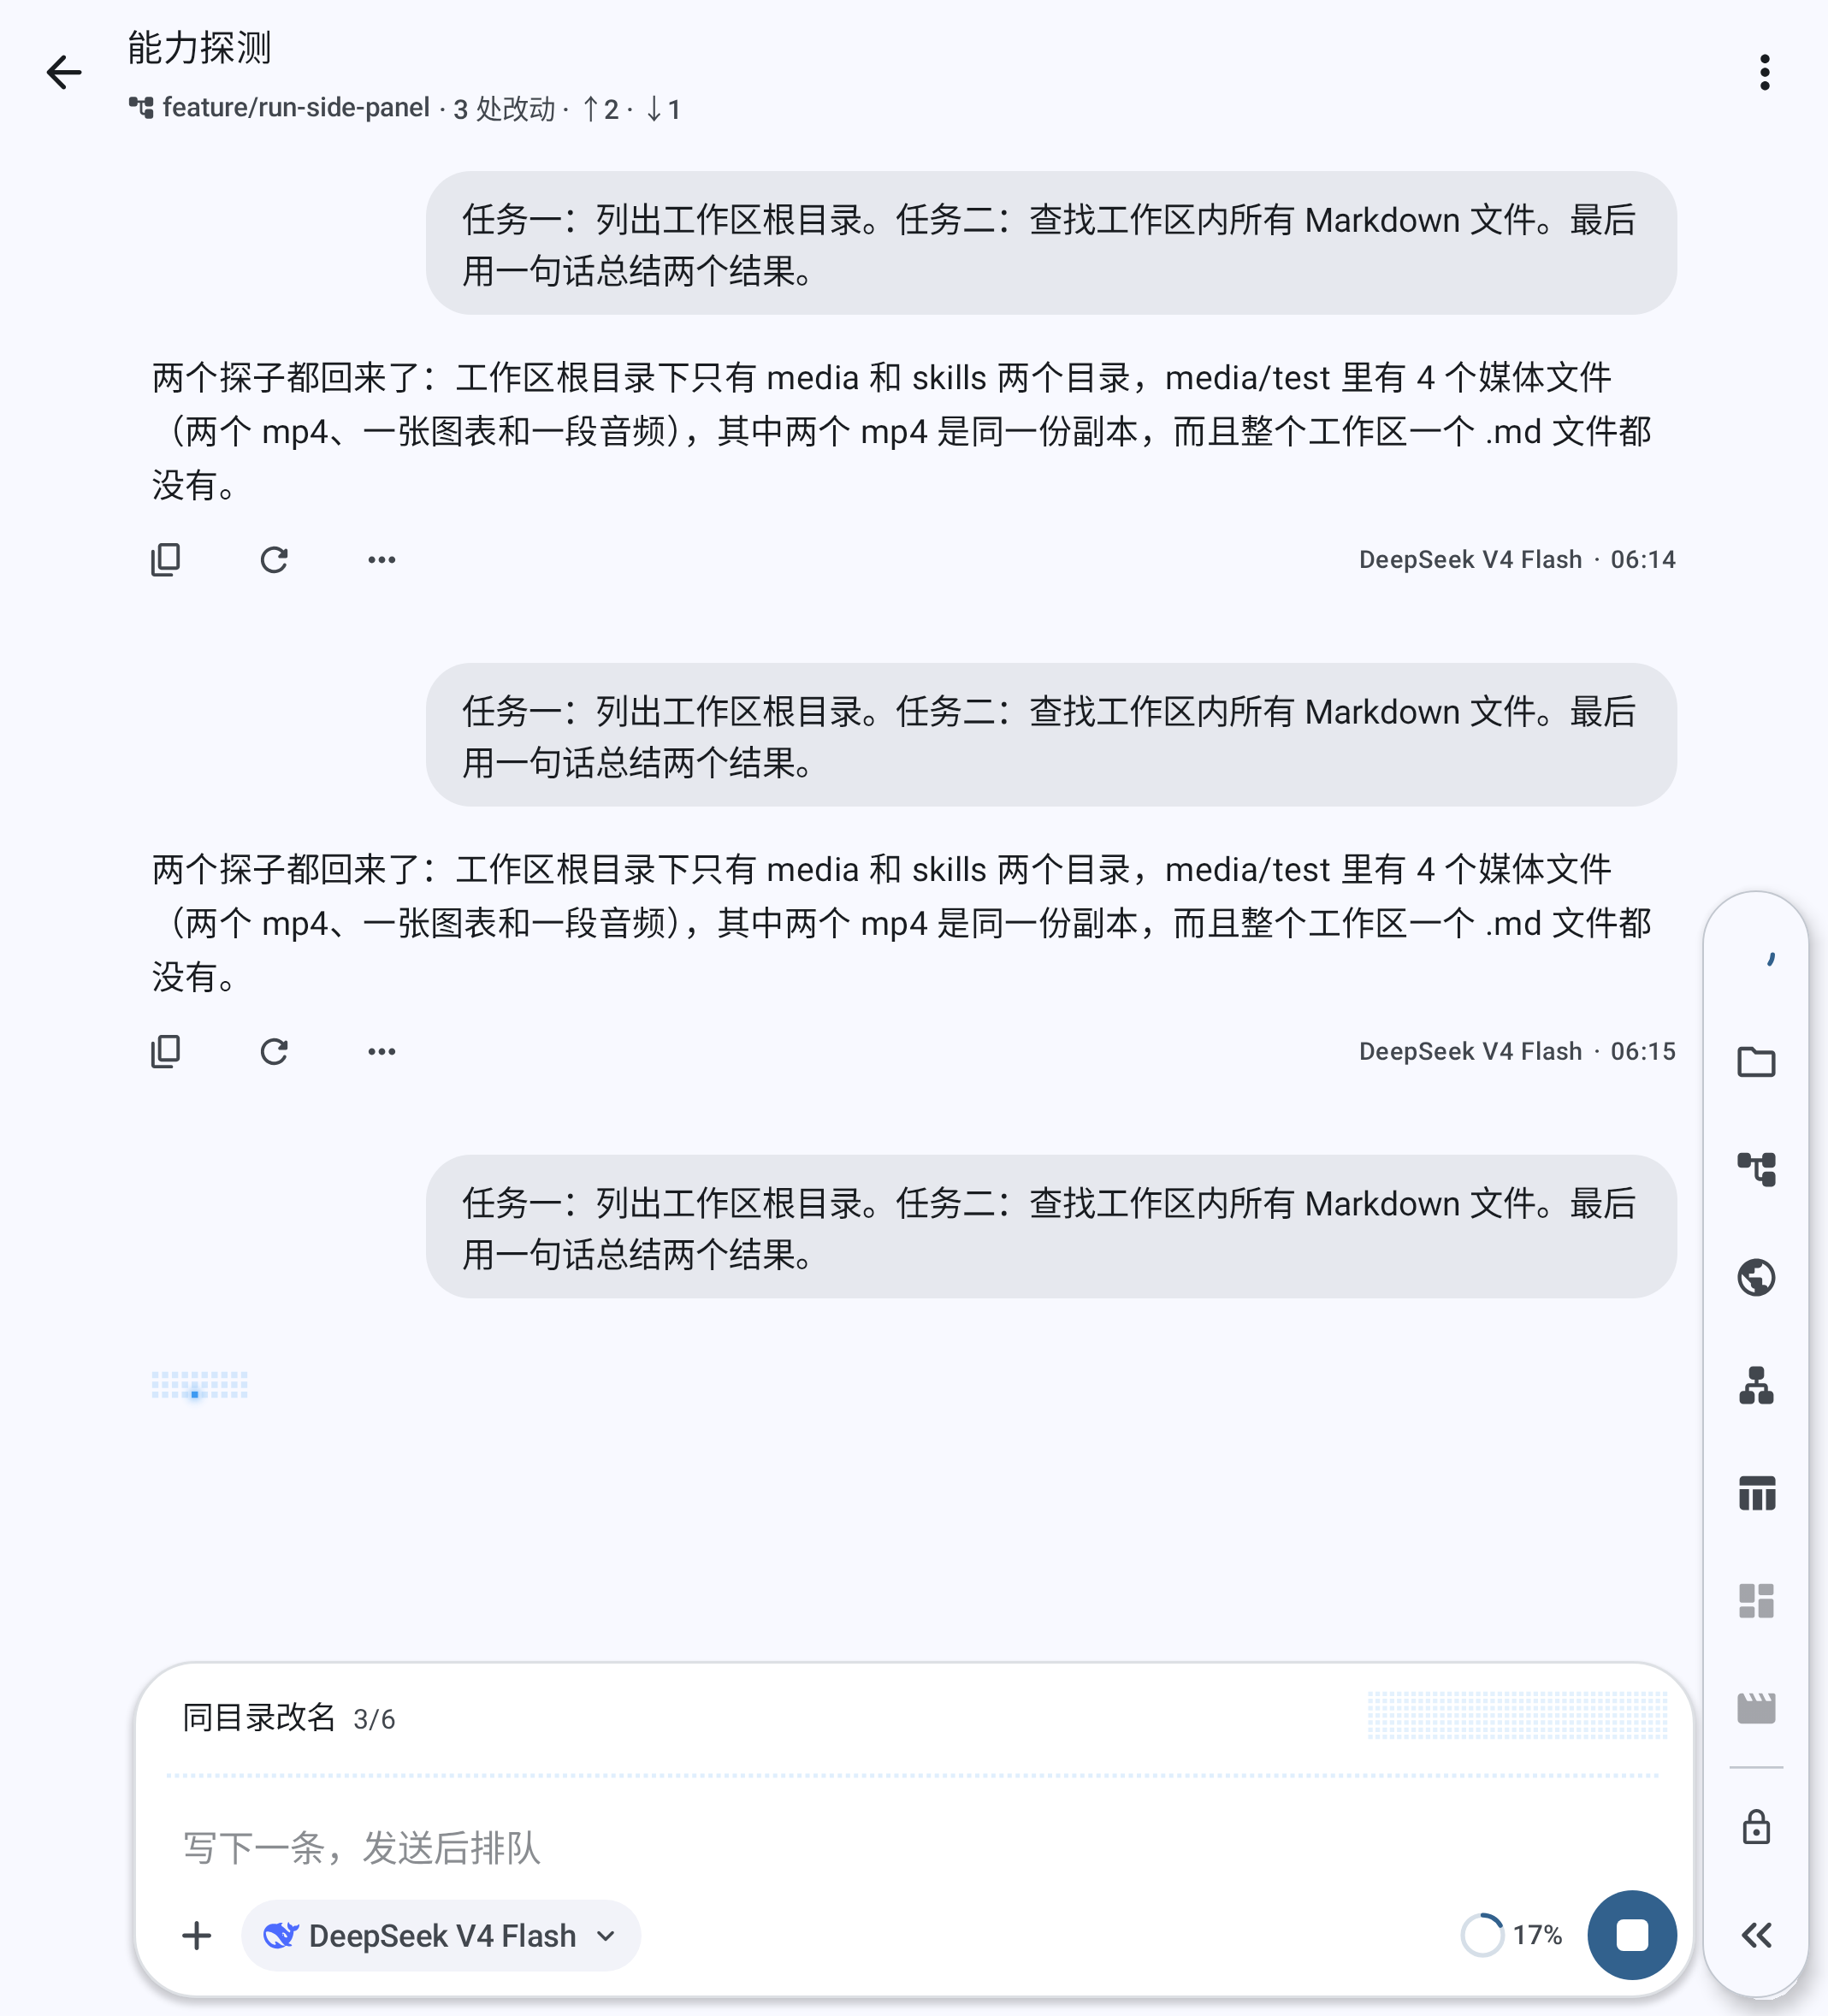 能力探测
feature/run-side-panel · 3 处改动 · ↑2 · ↓1
任务一：列出工作区根目录。任务二：查找工作区内所有 Markdown 文件。最后
用一句话总结两个结果。
两个探子都回来了：工作区根目录下只有 media 和 skills 两个目录，media/test 里有 4 个媒体文件
（两个 mp4、一张图表和一段音频），其中两个 mp4 是同一份副本，而且整个工作区一个 .md 文件都
没有。
DeepSeek V4 Flash · 06:14
任务一：列出工作区根目录。任务二：查找工作区内所有 Markdown 文件。最后
用一句话总结两个结果。
两个探子都回来了：工作区根目录下只有 media 和 skills 两个目录，media/test 里有 4 个媒体文件
（两个 mp4、一张图表和一段音频），其中两个 mp4 是同一份副本，而且整个工作区一个 .md 文件都
没有。
DeepSeek V4 Flash · 06:15
任务一：列出工作区根目录。任务二：查找工作区内所有 Markdown 文件。最后
用一句话总结两个结果。
同目录改名 3/6
写下一条，发送后排队
DeepSeek V4 Flash
17%